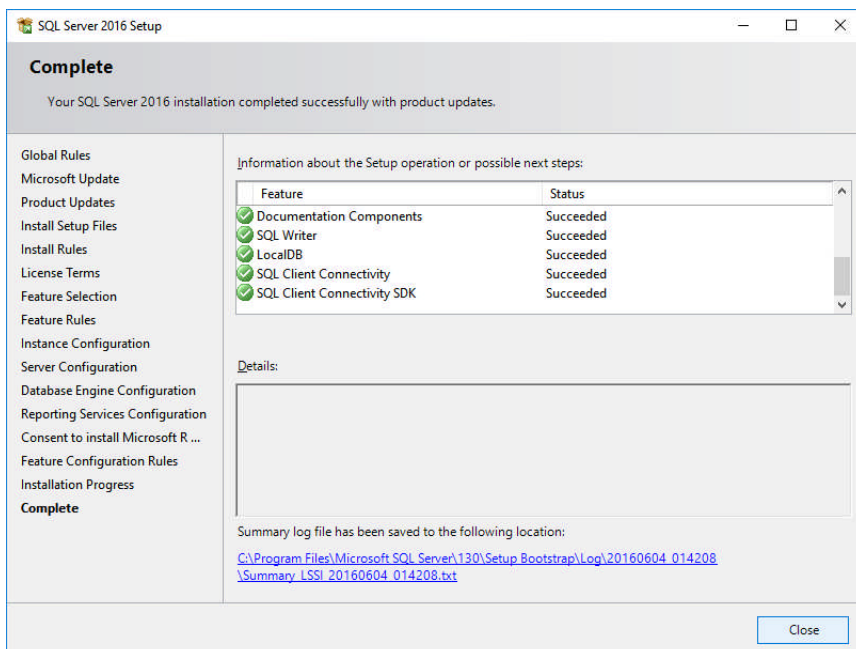 SQL Server 2016 Setup
Complete
Your SQL Server 2016 installation completed successfully with product updates.
Global Rules
Microsoft Update
Product Updates
Install Setup Files
Install Rules
License Terms
Feature Selection
Feature Rules
Instance Configuration
Server Configuration
Database Engine Configuration
Reporting Services Configuration
Consent to install Microsoft R ...
Feature Configuration Rules
Installation Progress
Complete
Information about the Setup operation or possible next steps:
Feature Status
Documentation Components Succeeded
SQL Writer Succeeded
LocalDB Succeeded
SQL Client Connectivity Succeeded
SQL Client Connectivity SDK Succeeded
Details:
Summary log file has been saved to the following location:
C:\Program Files\Microsoft SQL Server\130\Setup Bootstrap\Log\20160604_014208
\Summary_LSSI_20160604_014208.txt
Close